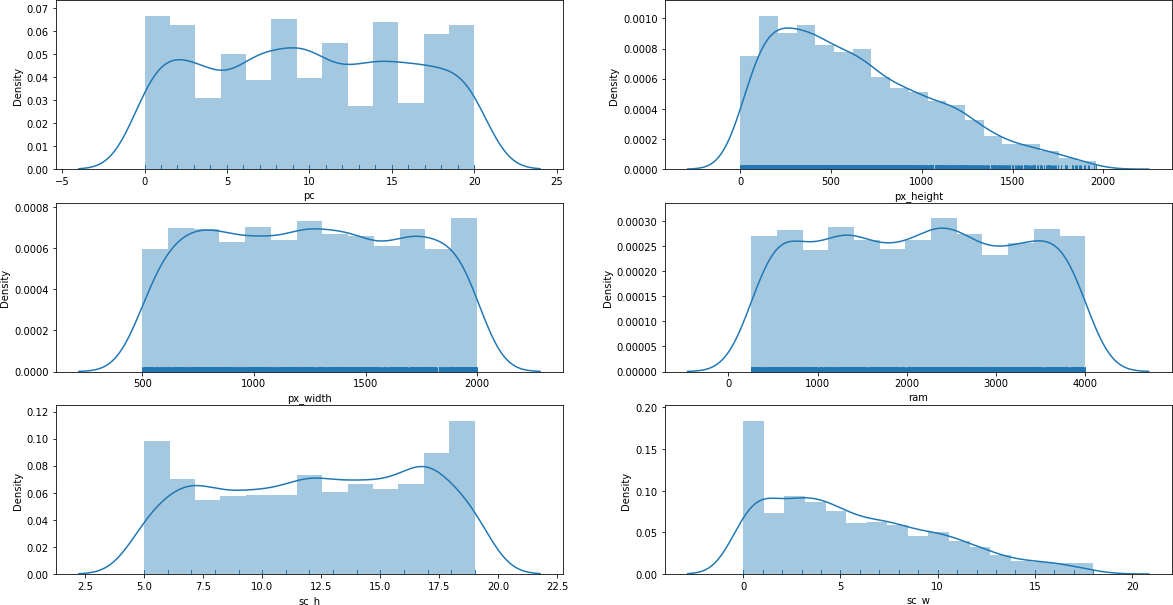 0.07
0.06
0.05
0.04
0.03
0.02
0.01
0.00
Density
−5 0 5 10 15 20 25
pc
0.0010
0.0008
0.0006
0.0004
0.0002
0.0000
Density
0 500 1000 1500 2000
px_height
0.0008
0.0006
0.0004
0.0002
0.0000
Density
500 1000 1500 2000
px_width
0.00030
0.00025
0.00020
0.00015
0.00010
0.00005
0.00000
Density
0 1000 2000 3000 4000
ram
0.12
0.10
0.08
0.06
0.04
0.02
0.00
Density
2.5 5.0 7.5 10.0 12.5 15.0 17.5 20.0 22.5
sc_h
0.20
0.15
0.10
0.05
0.00
Density
0 5 10 15 20
sc_w